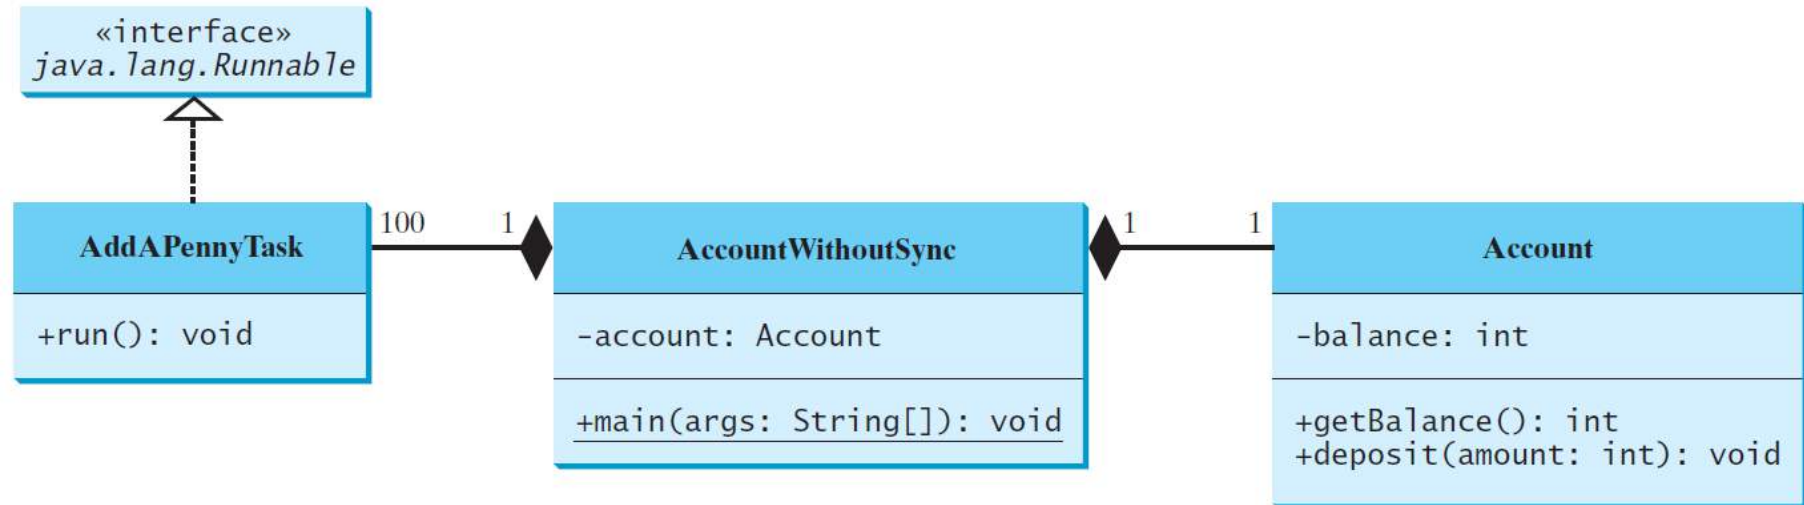 «interface»
java.lang.Runnable
AddAPennyTask
+run(): void
100
1
AccountWithoutSync
-account: Account
+main(args: String[]): void
1
1
Account
-balance: int
+getBalance(): int
+deposit(amount: int): void